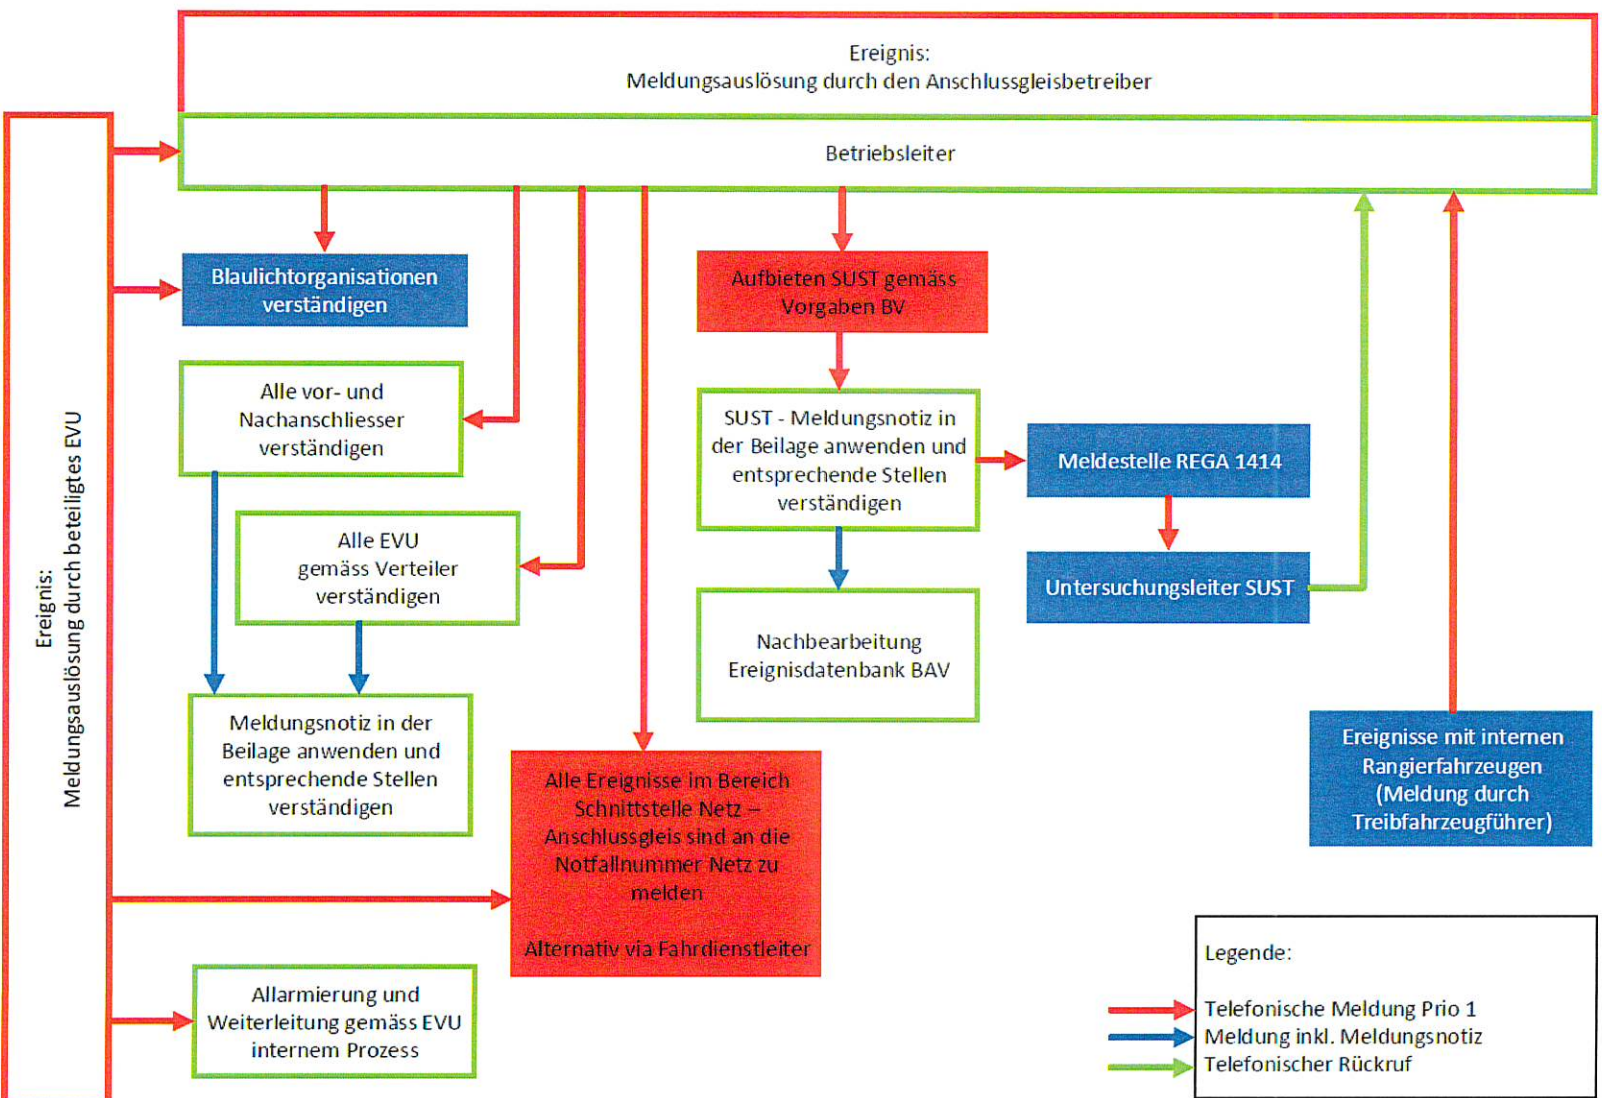 Ereignis:
Meldungsauslösung durch den Anschlussgleisbetreiber
Betriebsleiter
Ereignis:
Meldungsauslösung durch beteiligtes EVU
Blaulichtorganisationen
verständigen
Aufbieten SUST gemäss
Vorgaben BV
Alle vor- und
Nachanschliesser
verständigen
SUST - Meldungsnotiz in
der Beilage anwenden und
entsprechende Stellen
verständigen
Meldestelle REGA 1414
Alle EVU
gemäss Verteiler
verständigen
Untersuchungsleiter SUST
Nachbearbeitung
Ereignisdatenbank BAV
Meldungsnotiz in der
Beilage anwenden und
entsprechende Stellen
verständigen
Alle Ereignisse im Bereich
Schnittstelle Netz –
Anschlussgleis sind an die
Notfallnummer Netz zu
melden
Alternativ via Fahrdienstleiter
Ereignisse mit internen
Rangierfahrzeugen
(Meldung durch
Treibfahrzeugführer)
Allarmierung und
Weiterleitung gemäss EVU
internem Prozess
Legende:
Telefonische Meldung Prio 1
Meldung inkl. Meldungsnotiz
Telefonischer Rückruf